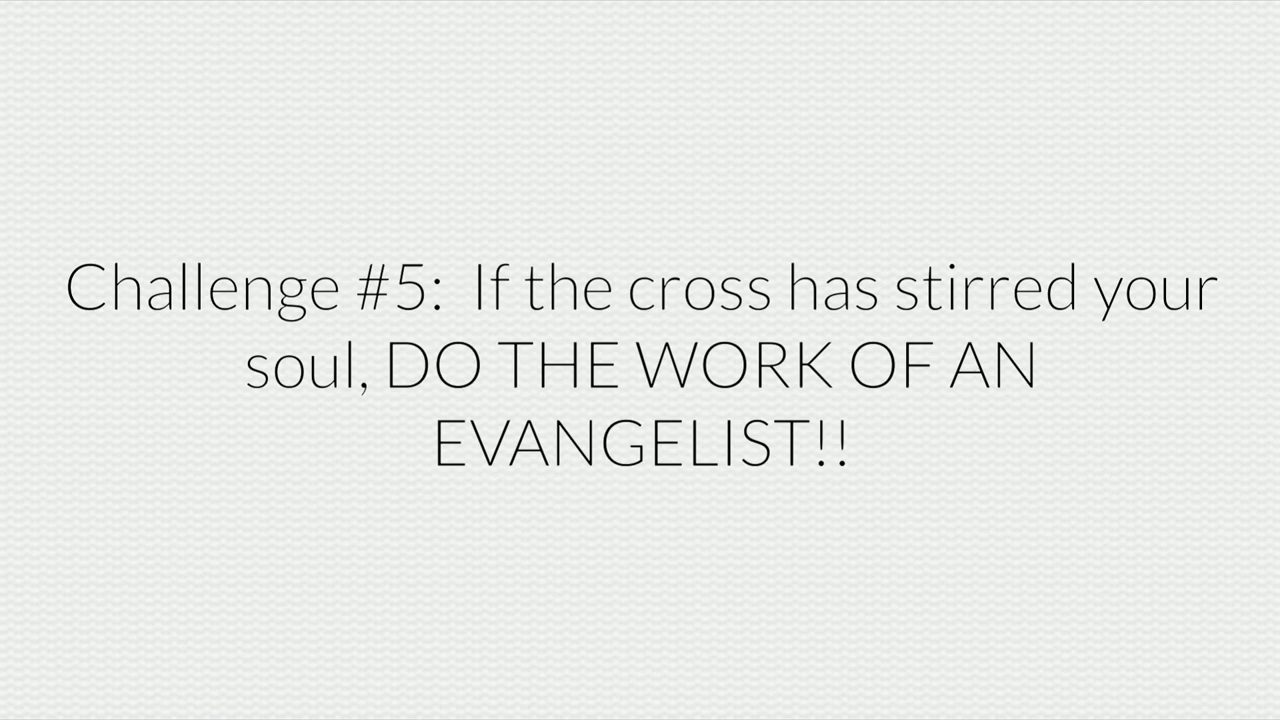 Challenge #5:  If the cross has stirred your
soul, DO THE WORK OF AN
EVANGELIST!!